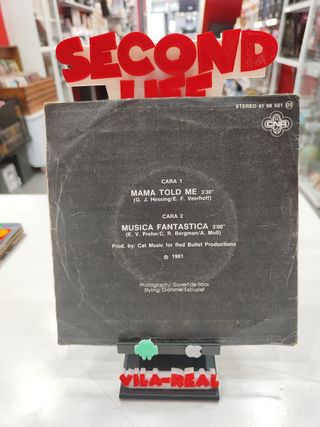 SECOND
LIFE
STEREO 81 98 501
CNR
CARA 1
MAMA TOLD ME 3'30"
(G. J. Hessing/E. F. Veerhoff)
CARA 2
MUSICA FANTASTICA 3'00"
(E. V. Prehn/C. R. Bergman/A. Moll)
Prod. by: Cat Music for Red Bullet Productions
℗ 1981
Photography: Govert de Roos
Styling: Drommel Exclusief
VILA-REAL